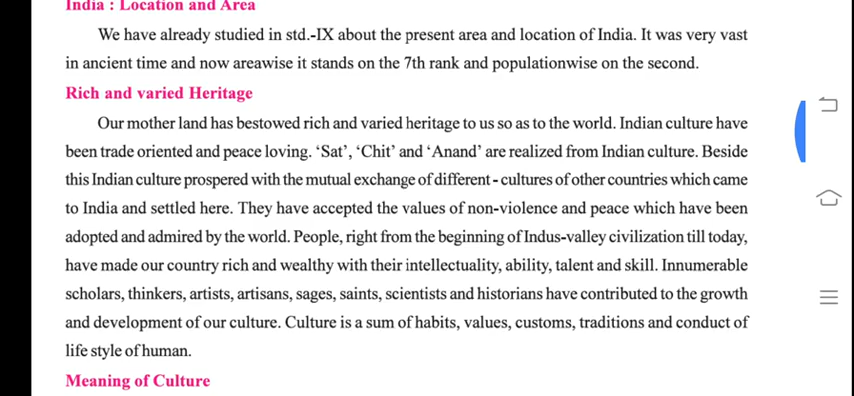 India : Location and Area
We have already studied in std.-IX about the present area and location of India. It was very vast
in ancient time and now areawise it stands on the 7th rank and populationwise on the second.
Rich and varied Heritage
Our mother land has bestowed rich and varied heritage to us so as to the world. Indian culture have
been trade oriented and peace loving. ‘Sat’, ‘Chit’ and ‘Anand’ are realized from Indian culture. Beside
this Indian culture prospered with the mutual exchange of different - cultures of other countries which came
to India and settled here. They have accepted the values of non-violence and peace which have been
adopted and admired by the world. People, right from the beginning of Indus-valley civilization till today,
have made our country rich and wealthy with their intellectuality, ability, talent and skill. Innumerable
scholars, thinkers, artists, artisans, sages, saints, scientists and historians have contributed to the growth
and development of our culture. Culture is a sum of habits, values, customs, traditions and conduct of
life style of human.
Meaning of Culture